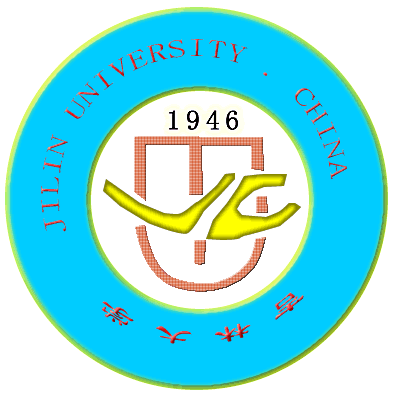 JILIN UNIVERSITY . CHINA
1946
吉林大学